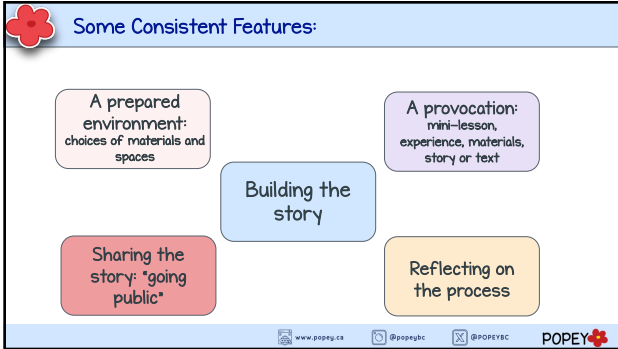 Some Consistent Features:
A prepared
environment:
choices of materials and
spaces
A provocation:
mini-lesson,
experience, materials,
story or text
Building the
story
Sharing the
story: "going
public"
Reflecting on
the process
www.popey.ca
@popeybc
@POPEYBC
POPEY